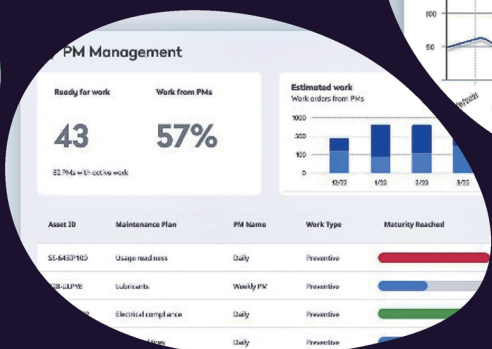 100
50
PM Management
Ready for work Work from PMs
43 57%
82 PMs with active work
Estimated work
Work orders from PMs
1000
500
100
0
12/22 1/23 2/23 3/23
Asset ID Maintenance Plan PM Name Work Type Maturity Reached
Usage readiness Daily Preventive
Lubricants Weekly PM Preventive
Electrical compliance Daily Preventive
Daily Preventive